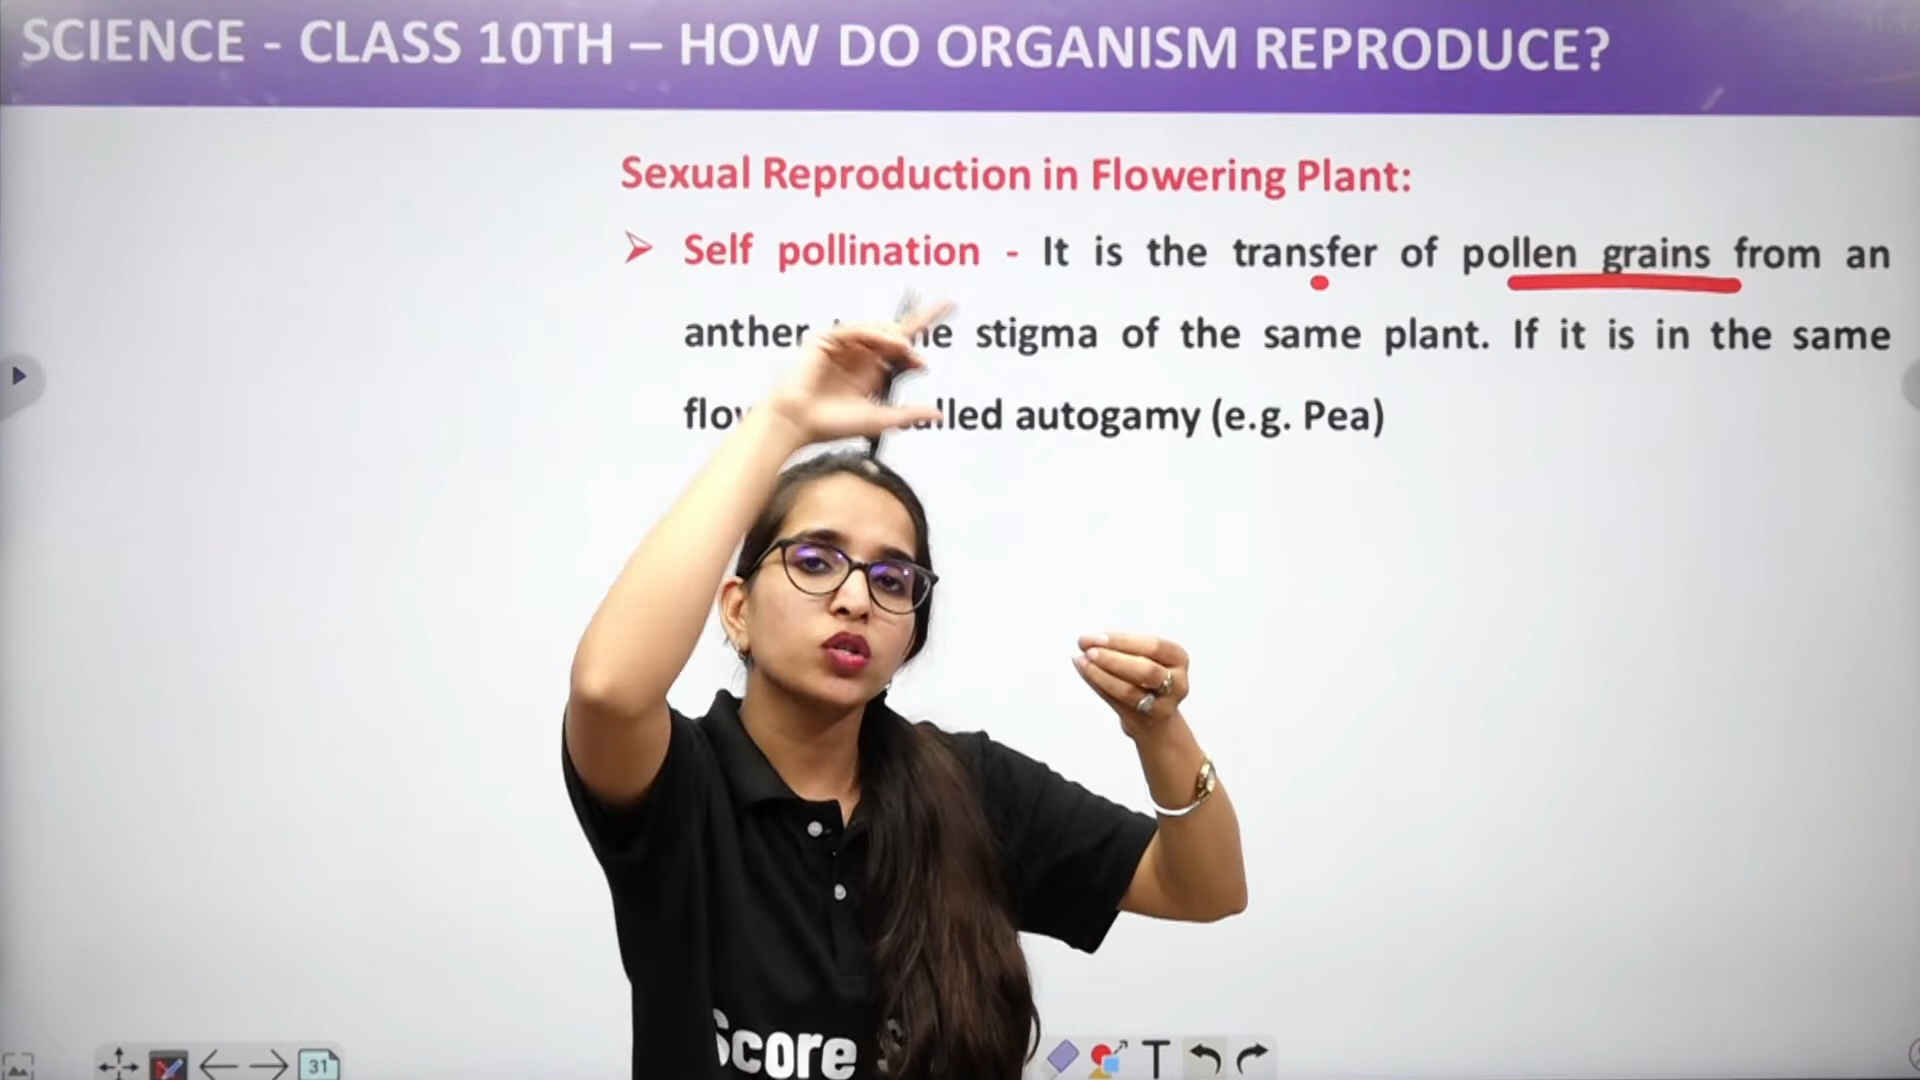 SCIENCE - CLASS 10TH – HOW DO ORGANISM REPRODUCE?
Sexual Reproduction in Flowering Plant:
Self pollination - It is the transfer of pollen grains from an
anther stigma of the same plant. If it is in the same
autogamy (e.g. Pea)
Score
31
T